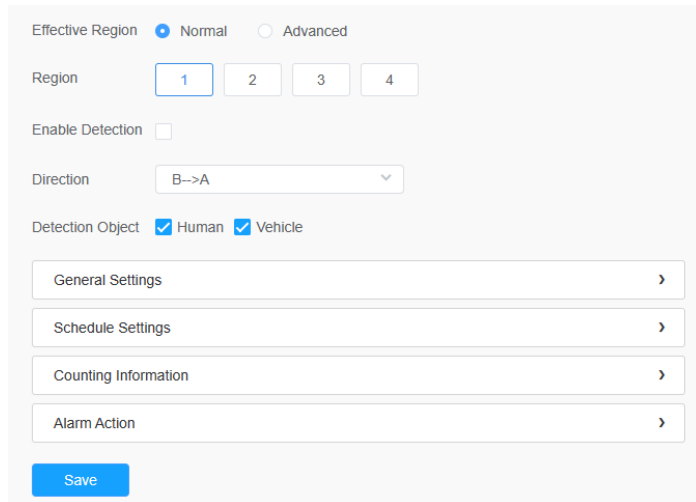 Effective Region Normal Advanced
Region 1 2 3 4
Enable Detection
Direction B-->A
Detection Object Human Vehicle
General Settings
Schedule Settings
Counting Information
Alarm Action
Save